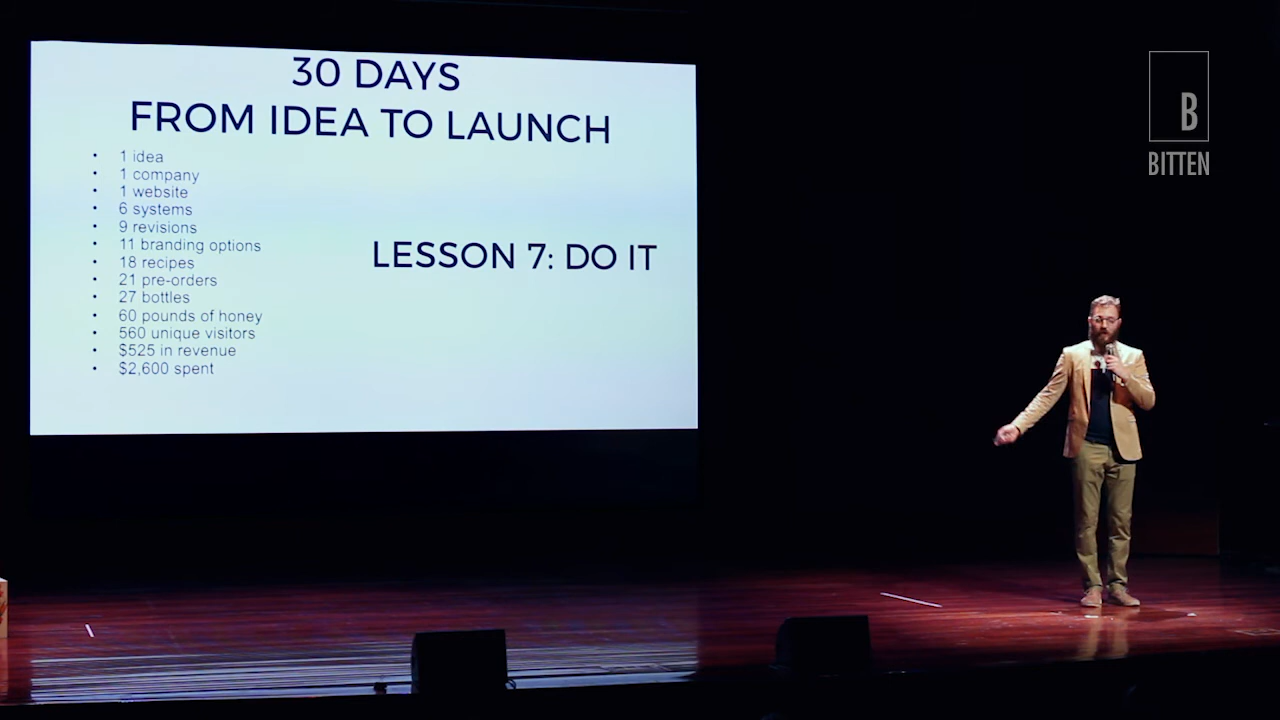 30 DAYS
FROM IDEA TO LAUNCH
• 1 idea
• 1 company
• 1 website
• 6 systems
• 9 revisions
• 11 branding options
• 18 recipes
• 21 pre-orders
• 27 bottles
• 60 pounds of honey
• 560 unique visitors
• $525 in revenue
• $2,600 spent
LESSON 7: DO IT
B
BITTEN